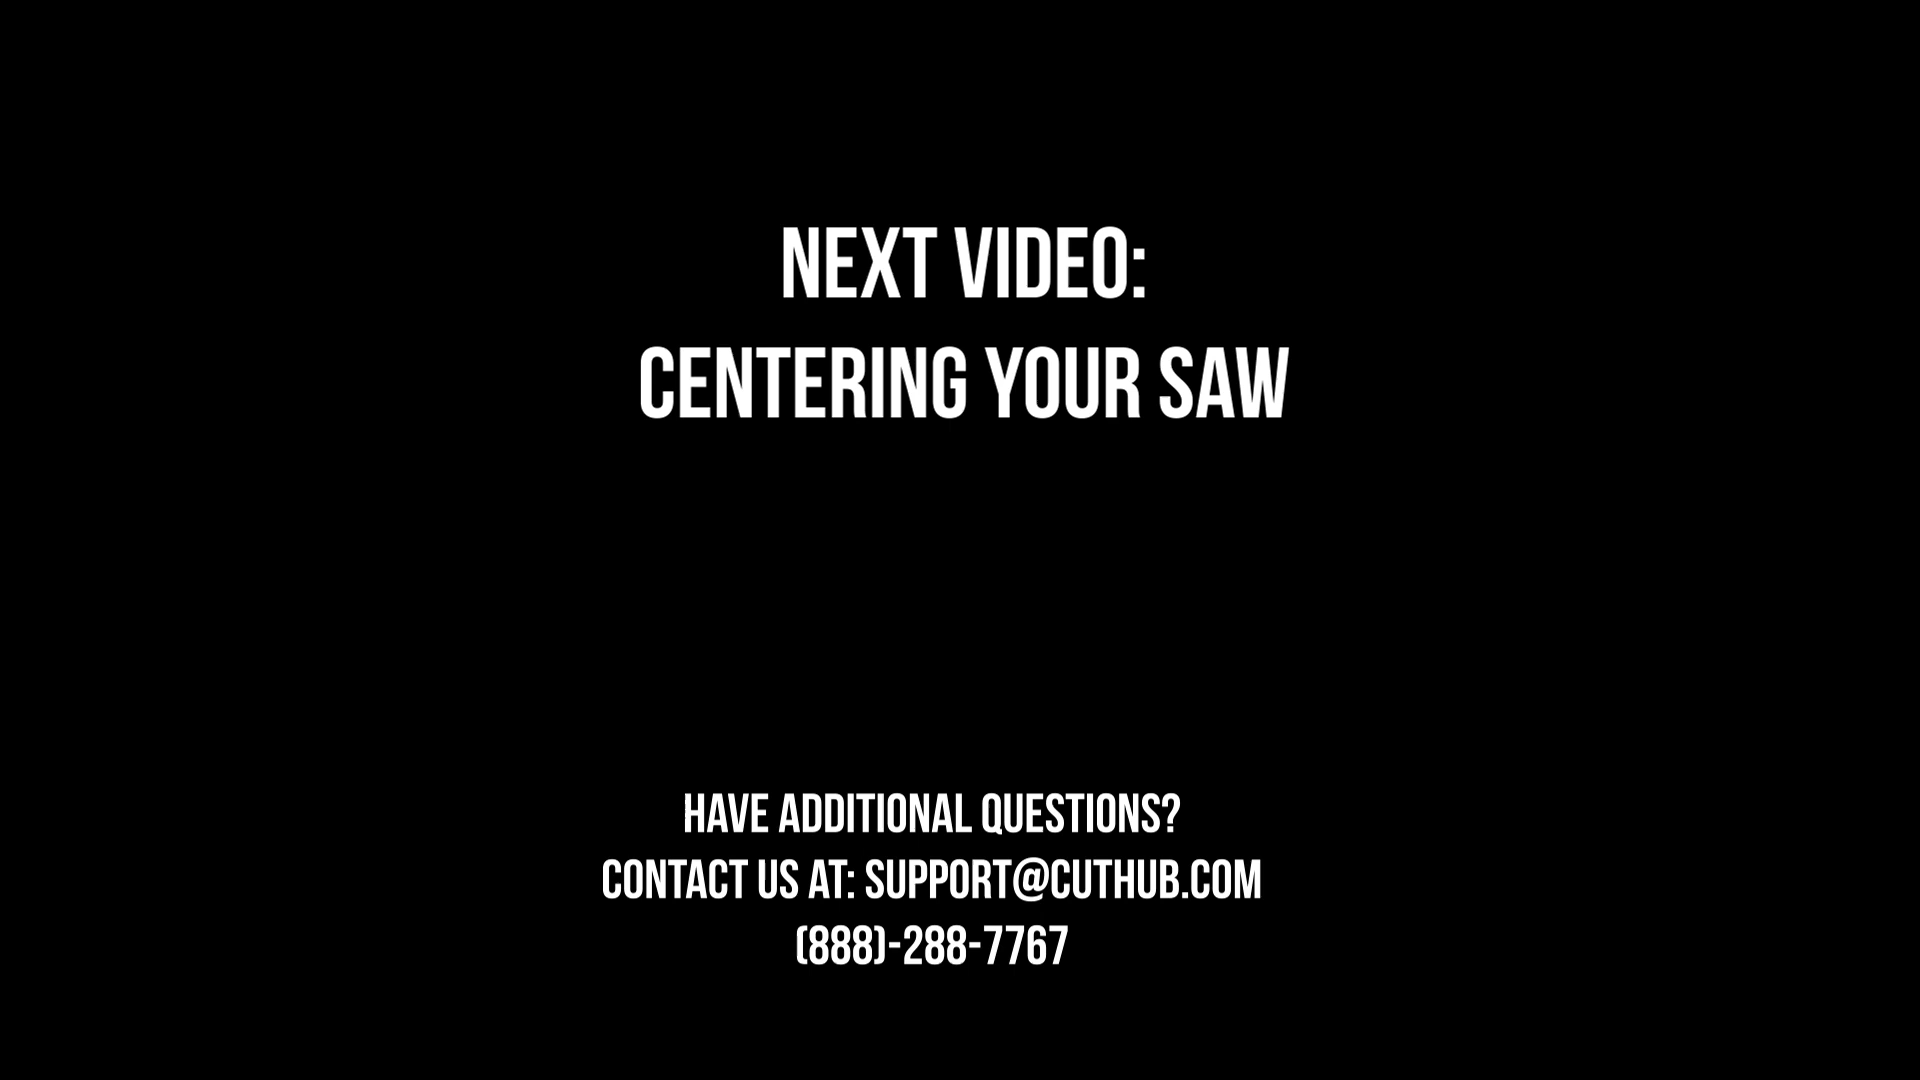 NEXT VIDEO:
CENTERING YOUR SAW
HAVE ADDITIONAL QUESTIONS?
CONTACT US AT: SUPPORT@CUTHUB.COM
(888)-288-7767